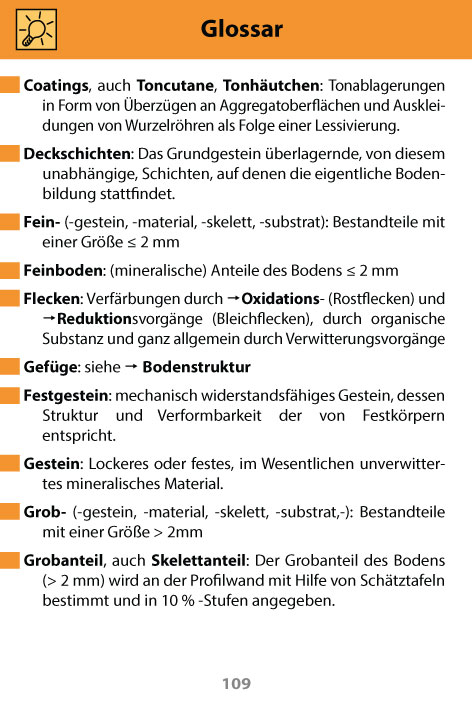 Glossar
Coatings, auch Toncutane, Tonhäutchen: Tonablagerungen
in Form von Überzügen an Aggregatoberflächen und Ausklei-
dungen von Wurzelröhren als Folge einer Lessivierung.
Deckschichten: Das Grundgestein überlagernde, von diesem
unabhängige, Schichten, auf denen die eigentliche Boden-
bildung stattfindet.
Fein- (-gestein, -material, -skelett, -substrat): Bestandteile mit
einer Größe ≤ 2 mm
Feinboden: (mineralische) Anteile des Bodens ≤ 2 mm
Flecken: Verfärbungen durch →Oxidations- (Rostflecken) und
→Reduktionsvorgänge (Bleichflecken), durch organische
Substanz und ganz allgemein durch Verwitterungsvorgänge
Gefüge: siehe → Bodenstruktur
Festgestein: mechanisch widerstandsfähiges Gestein, dessen
Struktur und Verformbarkeit der von Festkörpern
entspricht.
Gestein: Lockeres oder festes, im Wesentlichen unverwitter-
tes mineralisches Material.
Grob- (-gestein, -material, -skelett, -substrat,-): Bestandteile
mit einer Größe > 2mm
Grobanteil, auch Skelettanteil: Der Grobanteil des Bodens
(> 2 mm) wird an der Profilwand mit Hilfe von Schätztafeln
bestimmt und in 10 % -Stufen angegeben.
109